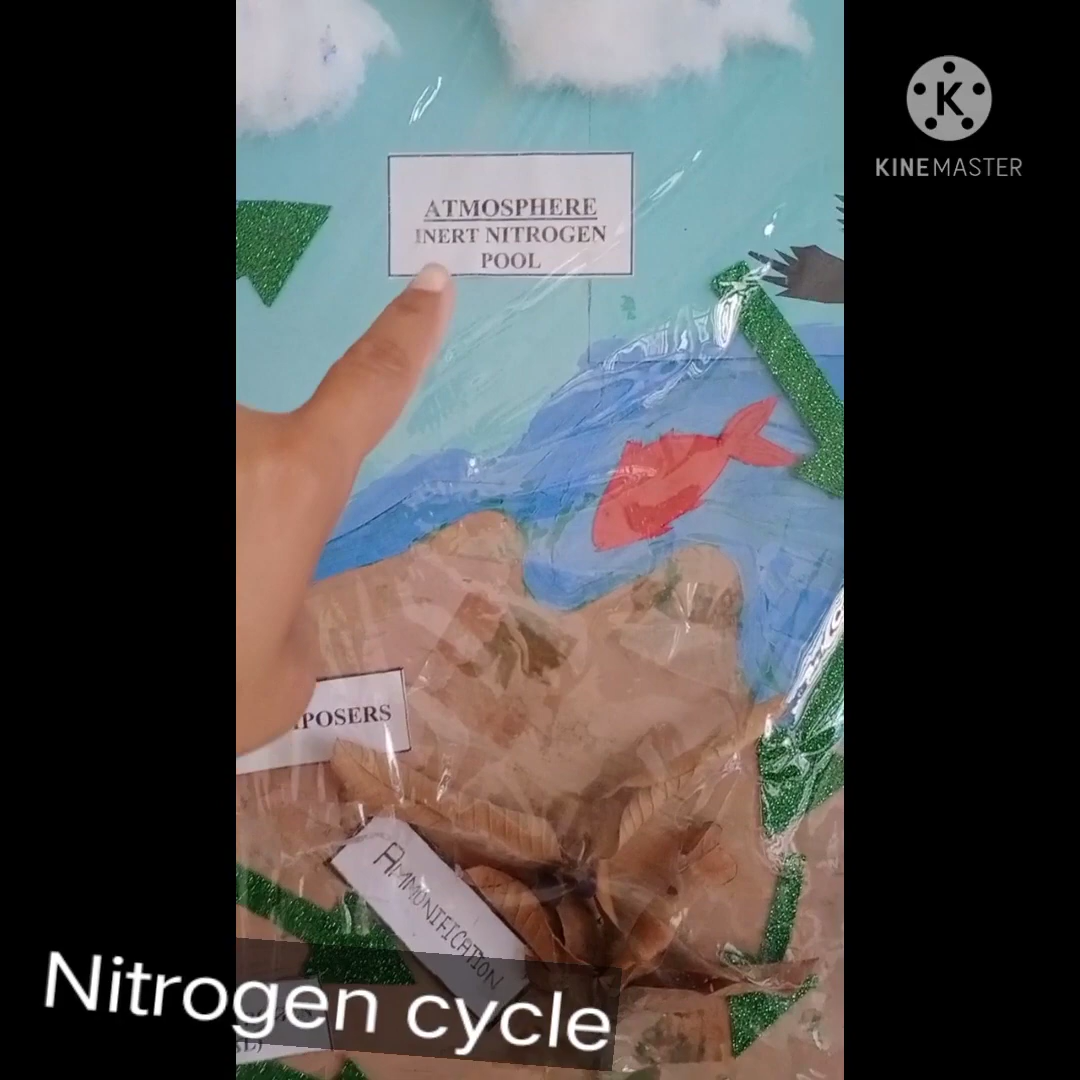 KINEMASTER
ATMOSPHERE
INERT NITROGEN
POOL
AMMONIFICATION
Nitrogen cycle